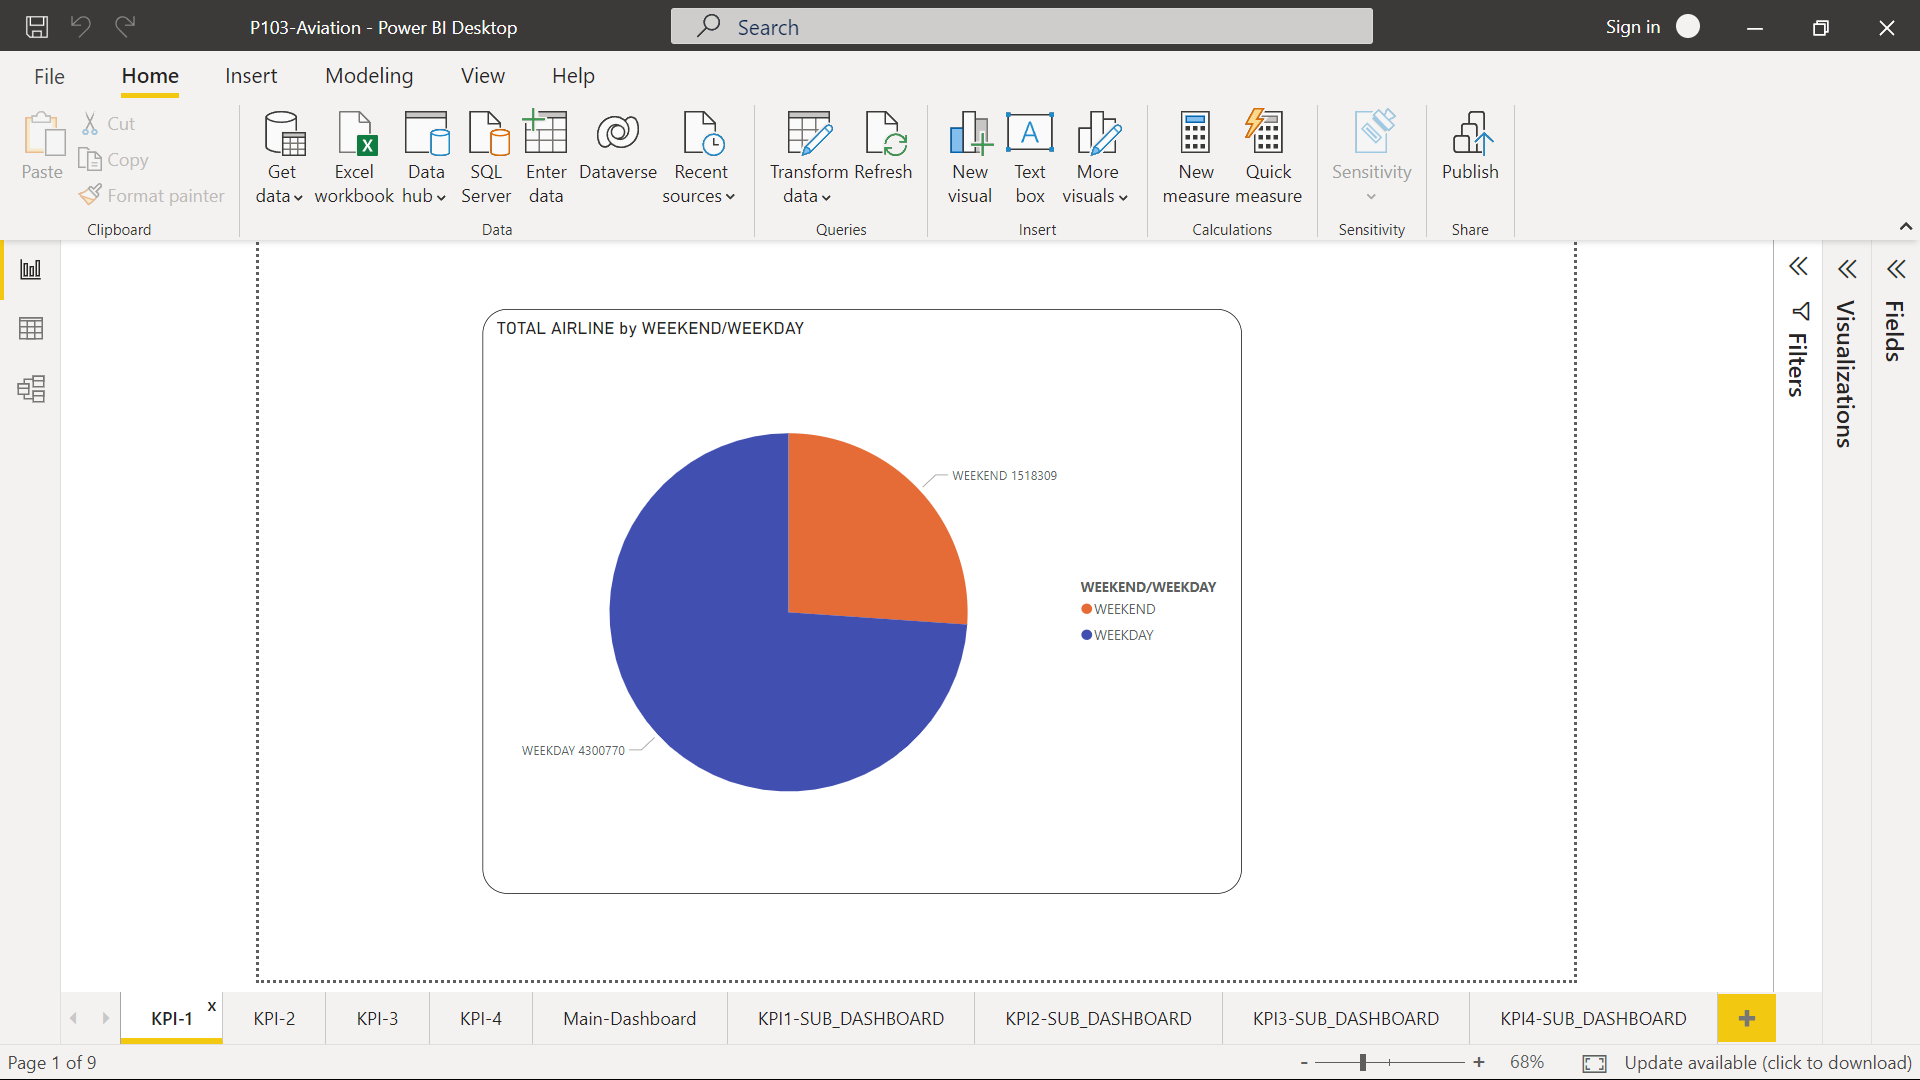 P103-Aviation - Power BI Desktop
Search
Sign in
File
Home
Insert
Modeling
View
Help
Paste
Cut
Copy
Format painter
Clipboard
Get data
Excel workbook
Data hub
SQL Server
Enter data
Dataverse
Recent sources
Data
Transform data
Refresh
Queries
New visual
Text box
More visuals
Insert
New measure
Quick measure
Calculations
Sensitivity
Sensitivity
Publish
Share
TOTAL AIRLINE by WEEKEND/WEEKDAY
WEEKEND 1518309
WEEKDAY 4300770
WEEKEND/WEEKDAY
WEEKEND
WEEKDAY
Filters
Visualizations
Fields
KPI-1
x
KPI-2
KPI-3
KPI-4
Main-Dashboard
KPI1-SUB_DASHBOARD
KPI2-SUB_DASHBOARD
KPI3-SUB_DASHBOARD
KPI4-SUB_DASHBOARD
Page 1 of 9
- +
68%
Update available (click to download)